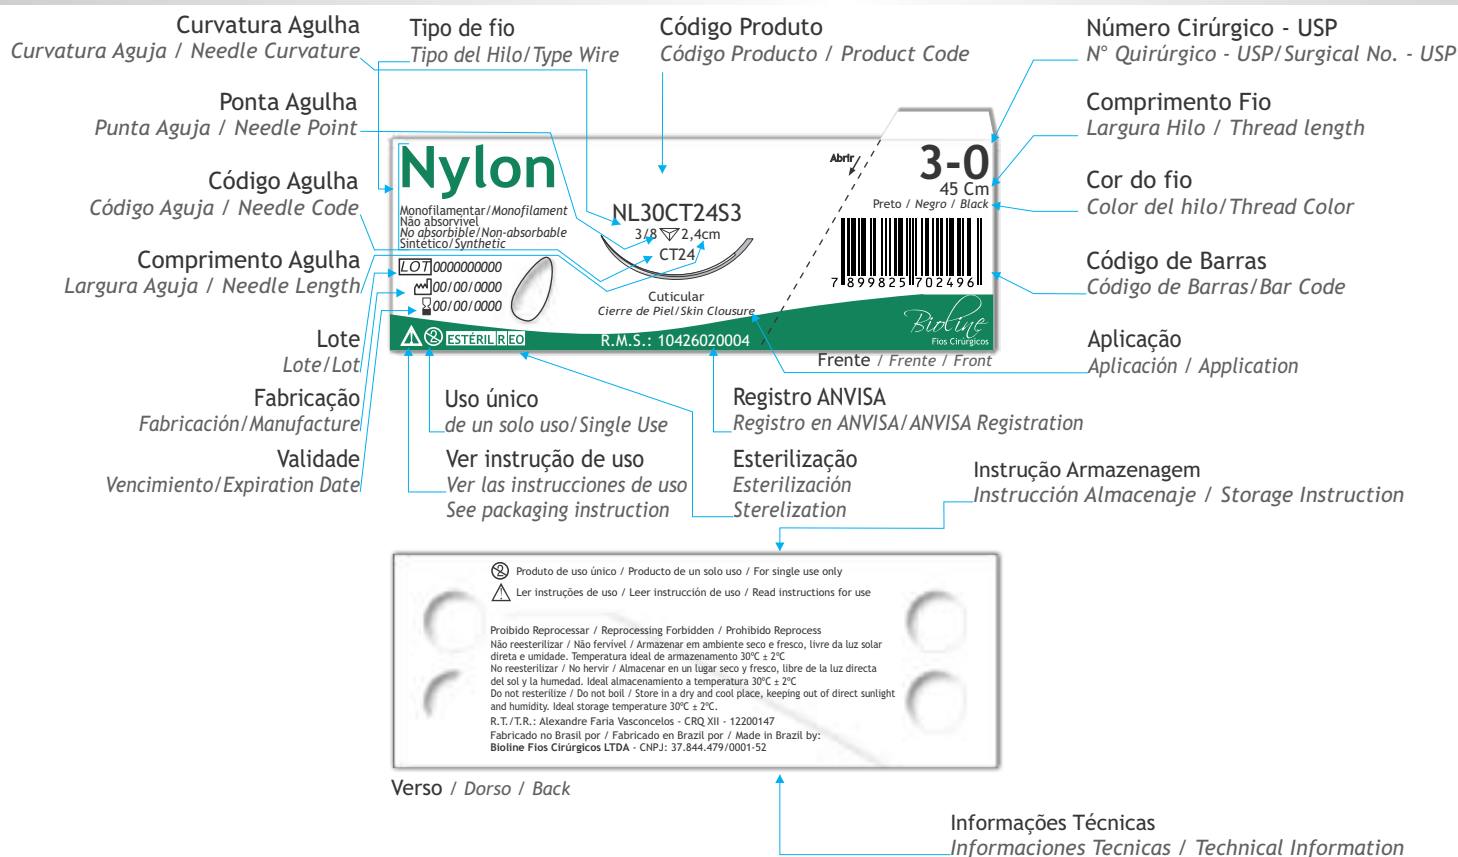 Curvatura Agulha
Curvatura Aguja / Needle Curvature
Tipo de fio
Tipo del Hilo/Type Wire
Código Produto
Código Producto / Product Code
Número Cirúrgico - USP
N° Quirúrgico - USP/Surgical No. - USP
Ponta Agulha
Punta Aguja / Needle Point
Comprimento Fio
Largura Hilo / Thread length
Código Agulha
Código Aguja / Needle Code
Cor do fio
Color del hilo/Thread Color
Comprimento Agulha
Largura Aguja / Needle Length
Código de Barras
Código de Barras/Bar Code
Lote
Lote/Lot
Aplicação
Aplicación / Application
Nylon
Monofilamentar/Monofilament
Não absorvível
No absorbible/Non-absorbable
Sintético/Synthetic
LOT 0000000000
00/00/0000
00/00/0000
NL30CT24S3
3/8 2,4cm
CT24
Cuticular
Cierre de Piel/Skin Clousure
Abrir
3-0
45 Cm
Preto / Negro / Black
7 899825 702496
Bioline
Fios Cirúrgicos
2 ESTÉRIL R EO
R.M.S.: 10426020004
Frente / Frente / Front
Fabricação
Fabricación/Manufacture
Uso único
de un solo uso/Single Use
Registro ANVISA
Registro en ANVISA/ANVISA Registration
Validade
Vencimiento/Expiration Date
Ver instrução de uso
Ver las instrucciones de uso
See packaging instruction
Esterilização
Esterilización
Sterelization
Instrução Armazenagem
Instrucción Almacenaje / Storage Instruction
2 Produto de uso único / Producto de un solo uso / For single use only
Ler instruções de uso / Leer instrucción de uso / Read instructions for use
Proibido Reprocessar / Reprocessing Forbidden / Prohibido Reprocess
Não reesterilizar / Não fervível / Armazenar em ambiente seco e fresco, livre da luz solar
direta e umidade. Temperatura ideal de armazenamento 30ºC ± 2ºC
No reesterilizar / No hervir / Almacenar en un lugar seco y fresco, libre de la luz directa
del sol y la humedad. Ideal almacenamiento a temperatura 30ºC ± 2ºC
Do not resterilize / Do not boil / Store in a dry and cool place, keeping out of direct sunlight
and humidity. Ideal storage temperature 30ºC ± 2ºC.
R.T./T.R.: Alexandre Faria Vasconcelos - CRQ XII - 12200147
Fabricado no Brasil por / Fabricado en Brazil por / Made in Brazil by:
Bioline Fios Cirúrgicos LTDA - CNPJ: 37.844.479/0001-52
Verso / Dorso / Back
Informações Técnicas
Informaciones Tecnicas / Technical Information